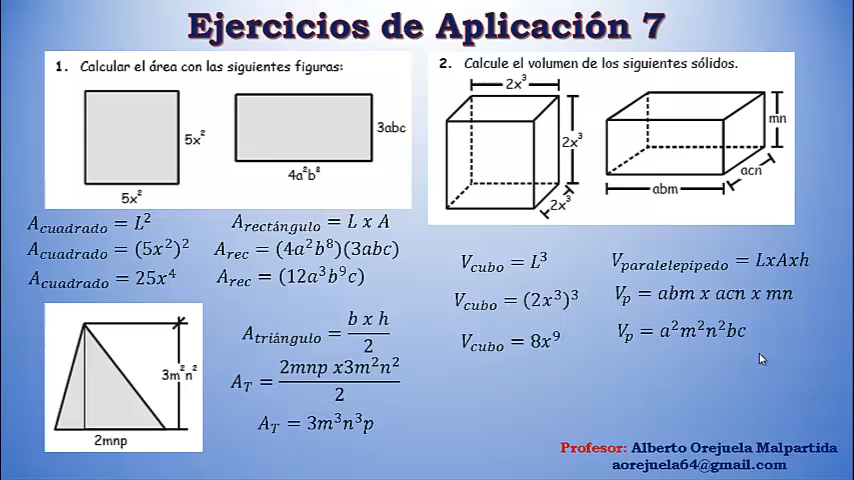 Ejercicios de Aplicación 7
1. Calcular el área con las siguientes figuras:
5x²
5x²
3abc
4a²b⁸
A_cuadrado = L²
A_cuadrado = (5x²)²
A_cuadrado = 25x⁴
A_rectángulo = L x A
A_rec = (4a²b⁸)(3abc)
A_rec = (12a³b⁹c)
3m²n²
2mnp
A_triángulo = b x h / 2
A_T = 2mnp x3m²n² / 2
A_T = 3m³n³p
2. Calcule el volumen de los siguientes sólidos.
2x³
2x³
2x³
mn
acn
abm
V_cubo = L³
V_cubo = (2x³)³
V_cubo = 8x⁹
V_paralelepipedo = LxAxh
V_p = abm x acn x mn
V_p = a²m²n²bc
Profesor: Alberto Orejuela Malpartida
aorejuela64@gmail.com